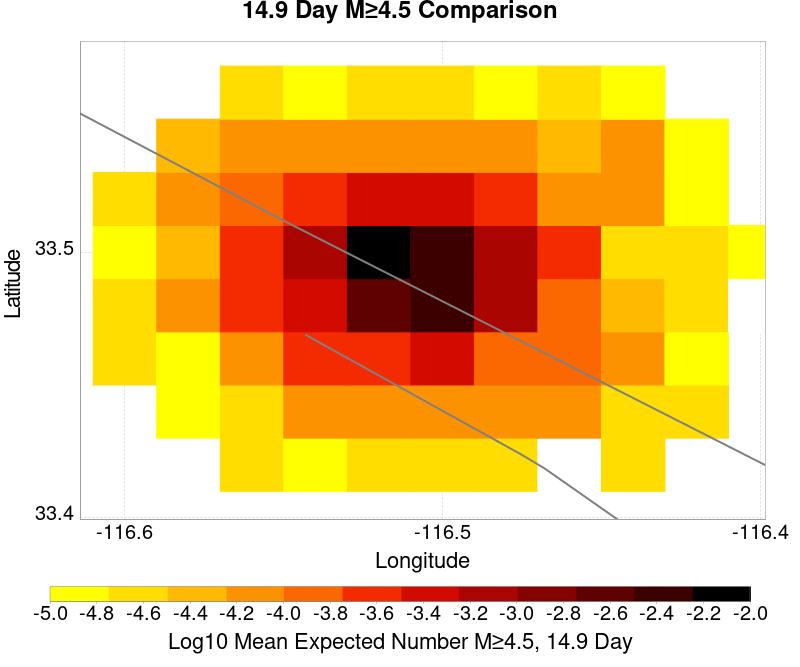 14.9 Day M≥4.5 Comparison
Latitude
33.5
33.4
-116.6 -116.5 -116.4
Longitude
-5.0 -4.8 -4.6 -4.4 -4.2 -4.0 -3.8 -3.6 -3.4 -3.2 -3.0 -2.8 -2.6 -2.4 -2.2 -2.0
Log10 Mean Expected Number M≥4.5, 14.9 Day